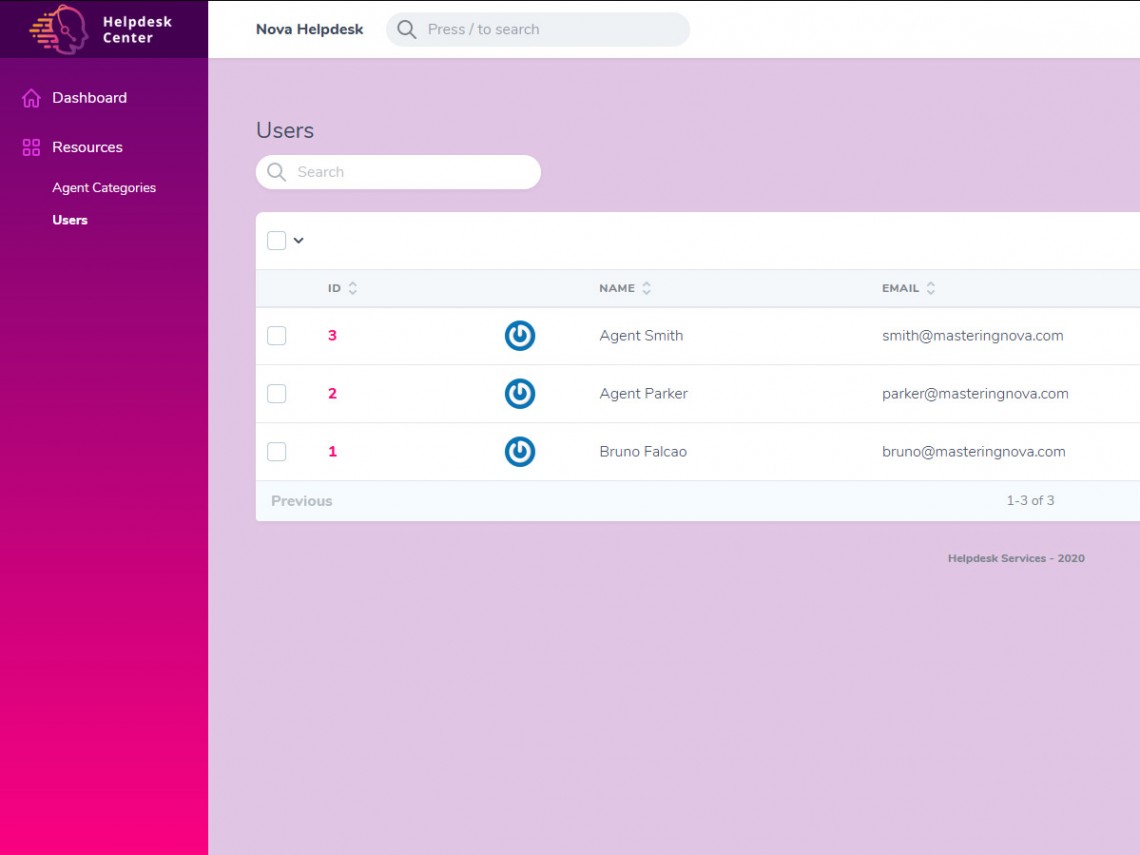 Helpdesk
Center
Nova Helpdesk
Press / to search
Dashboard
Resources
Agent Categories
Users
Users
Search
ID NAME EMAIL
3 Agent Smith smith@masteringnova.com
2 Agent Parker parker@masteringnova.com
1 Bruno Falcao bruno@masteringnova.com
Previous 1-3 of 3
Helpdesk Services - 2020